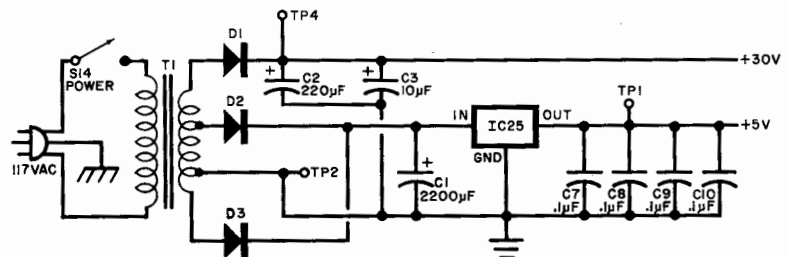 TP4
S14
POWER
T1
D1
+
C2
220µF
+
C3
10µF
+30V
TP1
D2
IN
IC25
OUT
+5V
GND
117VAC
TP2
+
C1
2200µF
C7
.1µF
C8
.1µF
C9
.1µF
C10
.1µF
D3